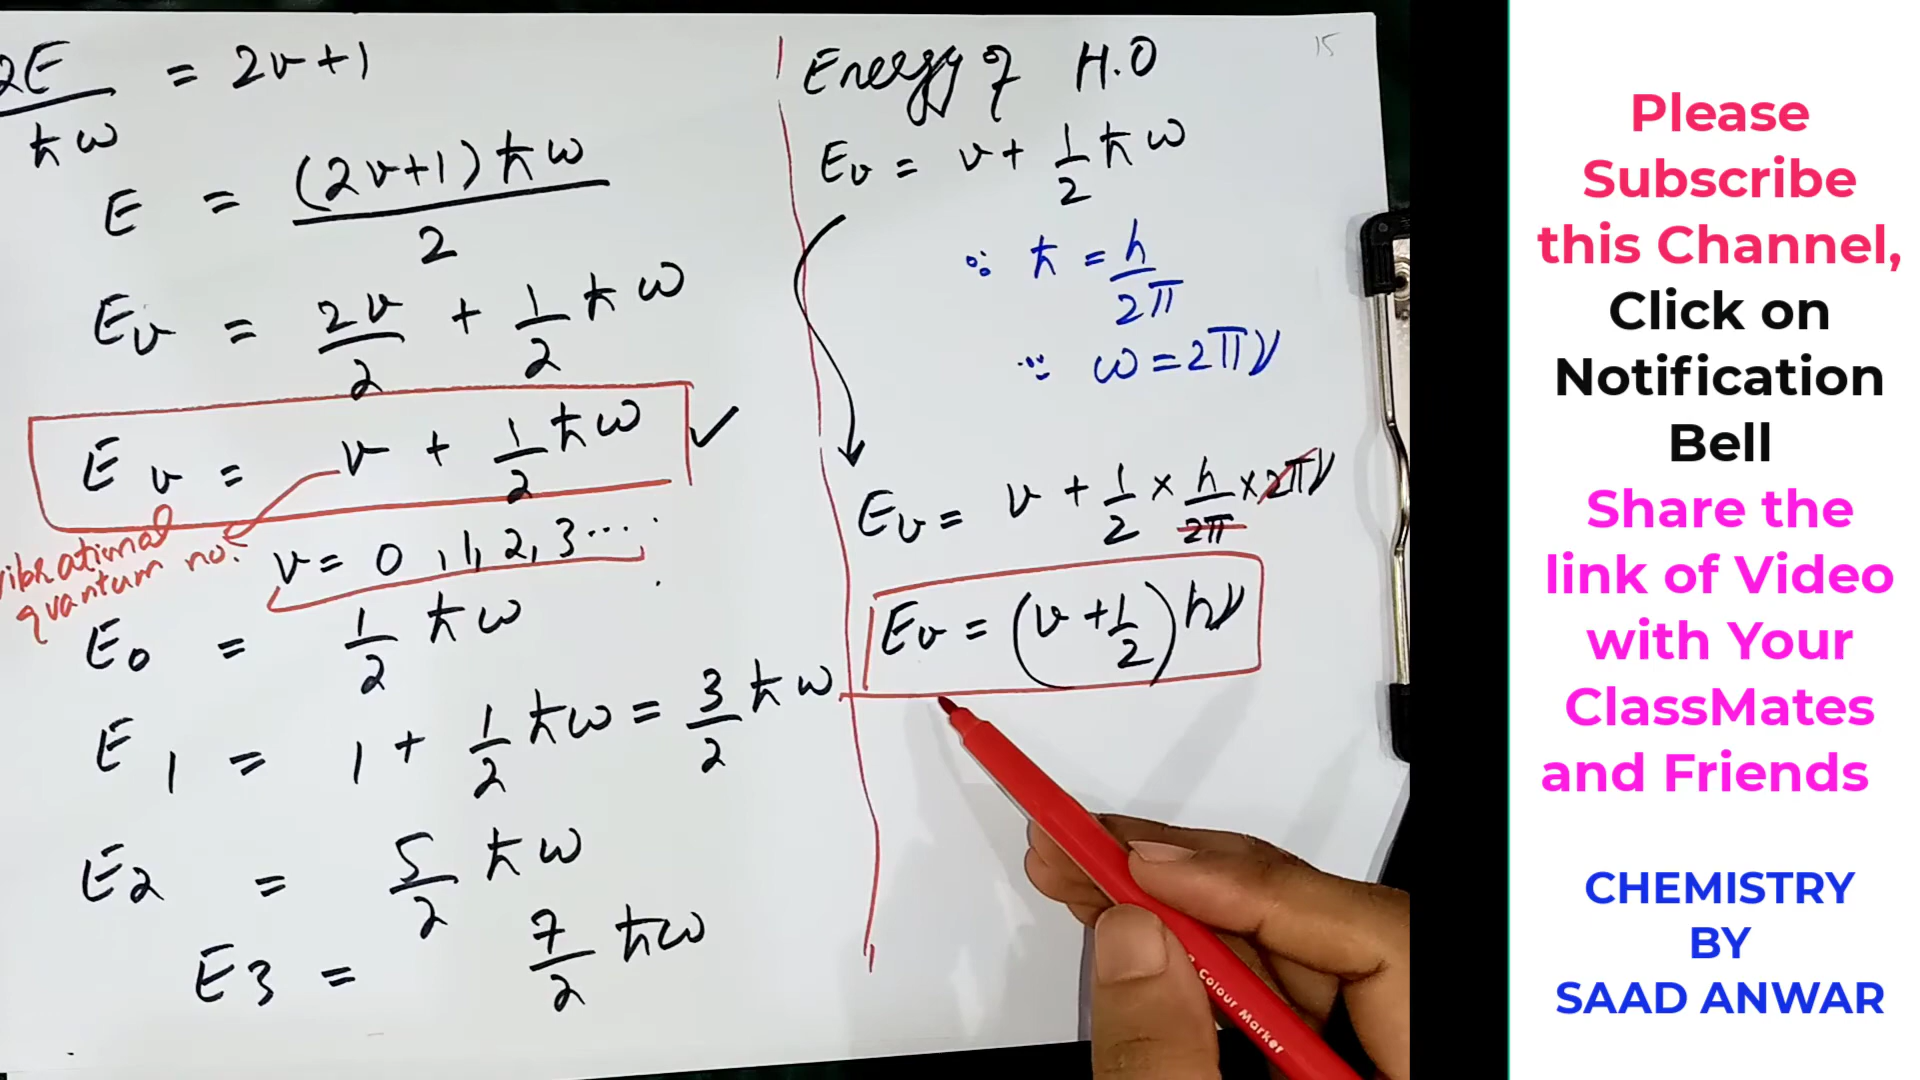 2E/ħω = 2v+1
E = (2v+1)ħω/2
Ev = 2v/2 + 1/2 ħω
Ev = v + 1/2 ħω ✓
vibrational quantum no.
v = 0, 1, 2, 3....
E0 = 1/2 ħω
E1 = 1 + 1/2 ħω = 3/2 ħω
E2 = 5/2 ħω
E3 = 7/2 ħω
15
Energy of H.O
Ev = v + 1/2 ħω
∵ ħ = h/2π
∵ ω = 2πν
Ev = v + 1/2 × h/2π × 2πν
Ev = (v + 1/2) hν
Colour Marker
Please
Subscribe
this Channel,
Click on
Notification
Bell
Share the
link of Video
with Your
ClassMates
and Friends
CHEMISTRY
BY
SAAD ANWAR